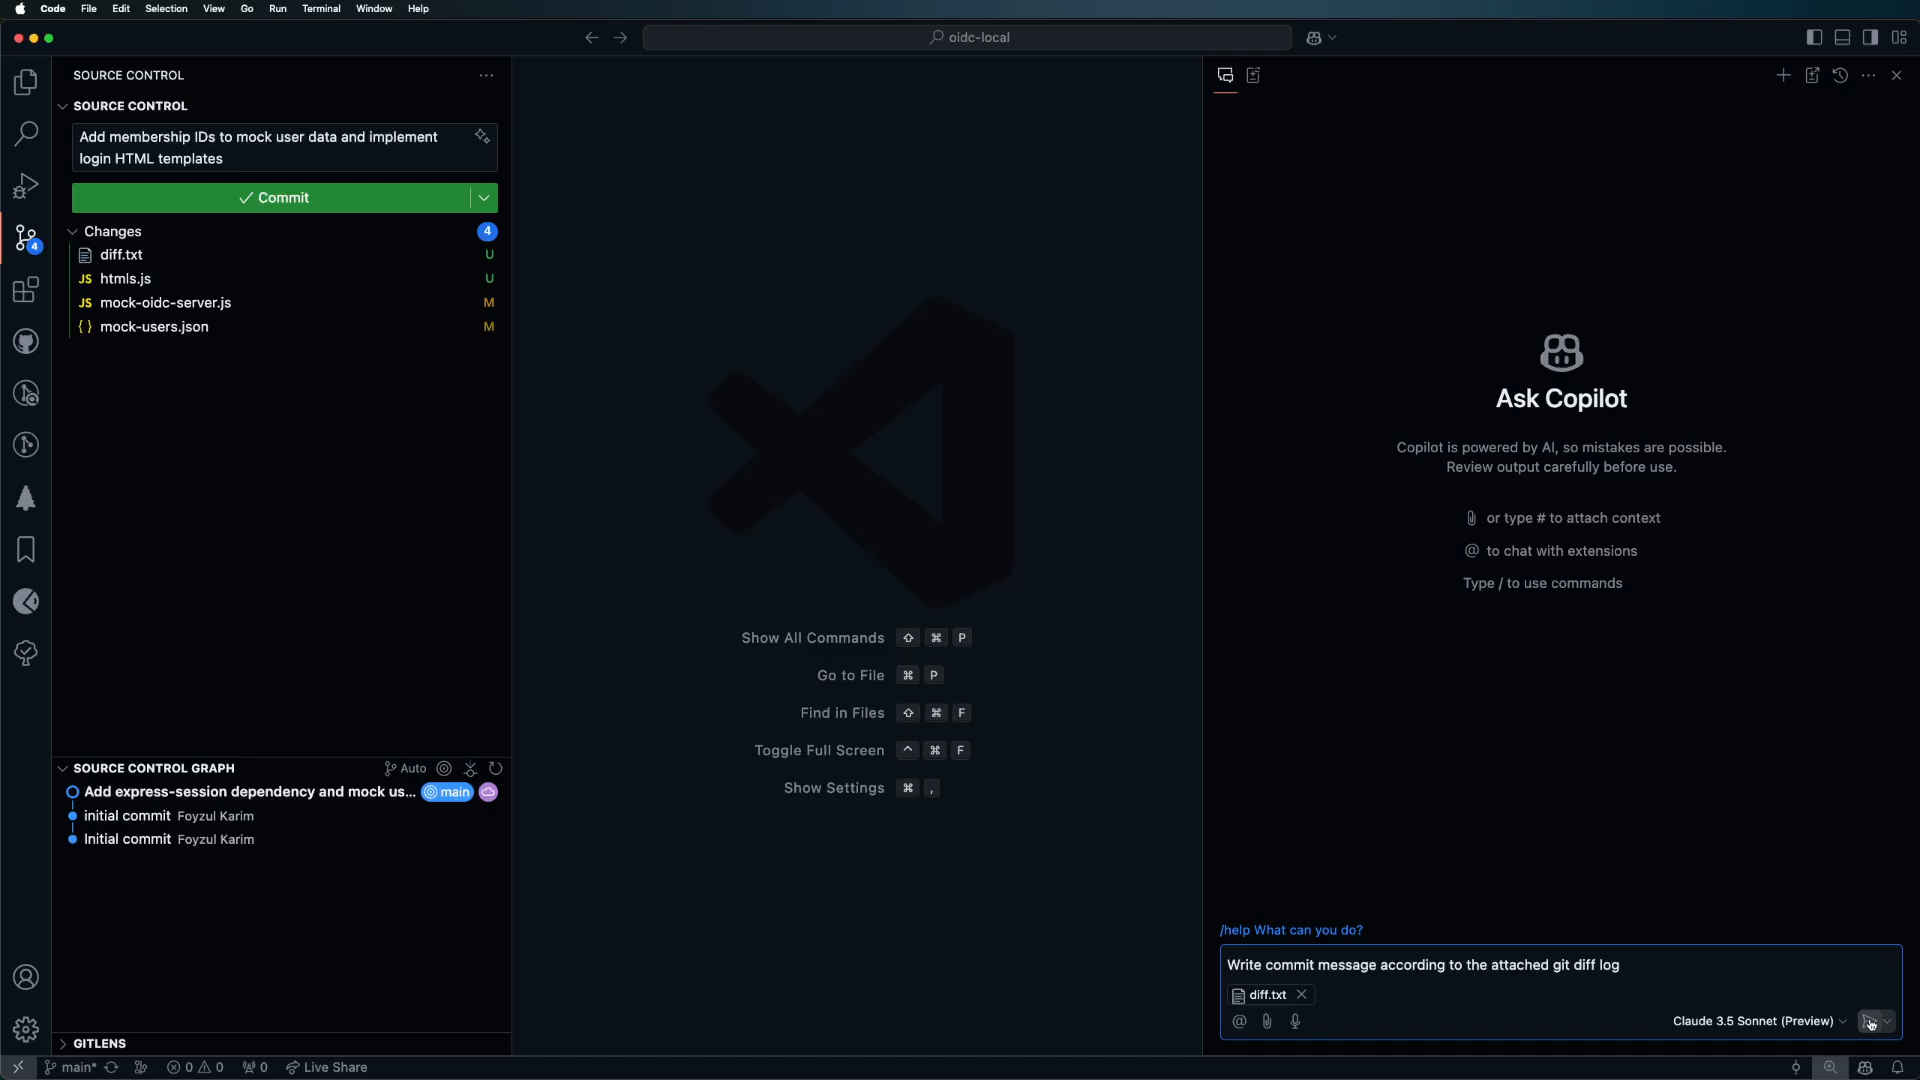 Code File Edit Selection View Go Run Terminal Window Help
oidc-local
SOURCE CONTROL
SOURCE CONTROL
Add membership IDs to mock user data and implement
login HTML templates
Commit
Changes 4
diff.txt U
JS htmls.js U
JS mock-oidc-server.js M
{ } mock-users.json M
4
SOURCE CONTROL GRAPH Auto
Add express-session dependency and mock us... main
initial commit Foyzul Karim
Initial commit Foyzul Karim
GITLENS
main* 0 0 0 Live Share
Show All Commands ⇧ ⌘ P
Go to File ⌘ P
Find in Files ⇧ ⌘ F
Toggle Full Screen ^ ⌘ F
Show Settings ⌘ ,
Ask Copilot
Copilot is powered by AI, so mistakes are possible.
Review output carefully before use.
or type # to attach context
@ to chat with extensions
Type / to use commands
/help What can you do?
Write commit message according to the attached git diff log
diff.txt
@
Claude 3.5 Sonnet (Preview)